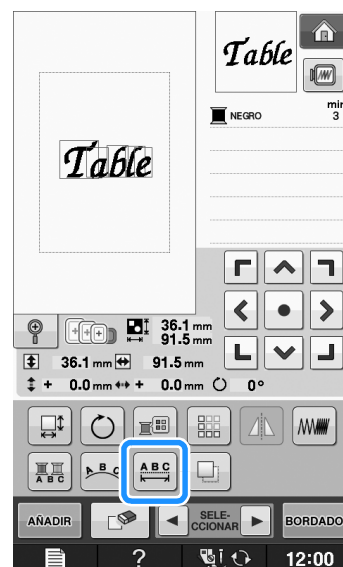 Table
Table
NEGRO
min
3
36.1 mm
91.5 mm
36.1 mm 91.5 mm
+ 0.0 mm + 0.0 mm 0°
A B C
A B C
A B C
AÑADIR
SELE-
CCIONAR
BORDADO
? 12:00